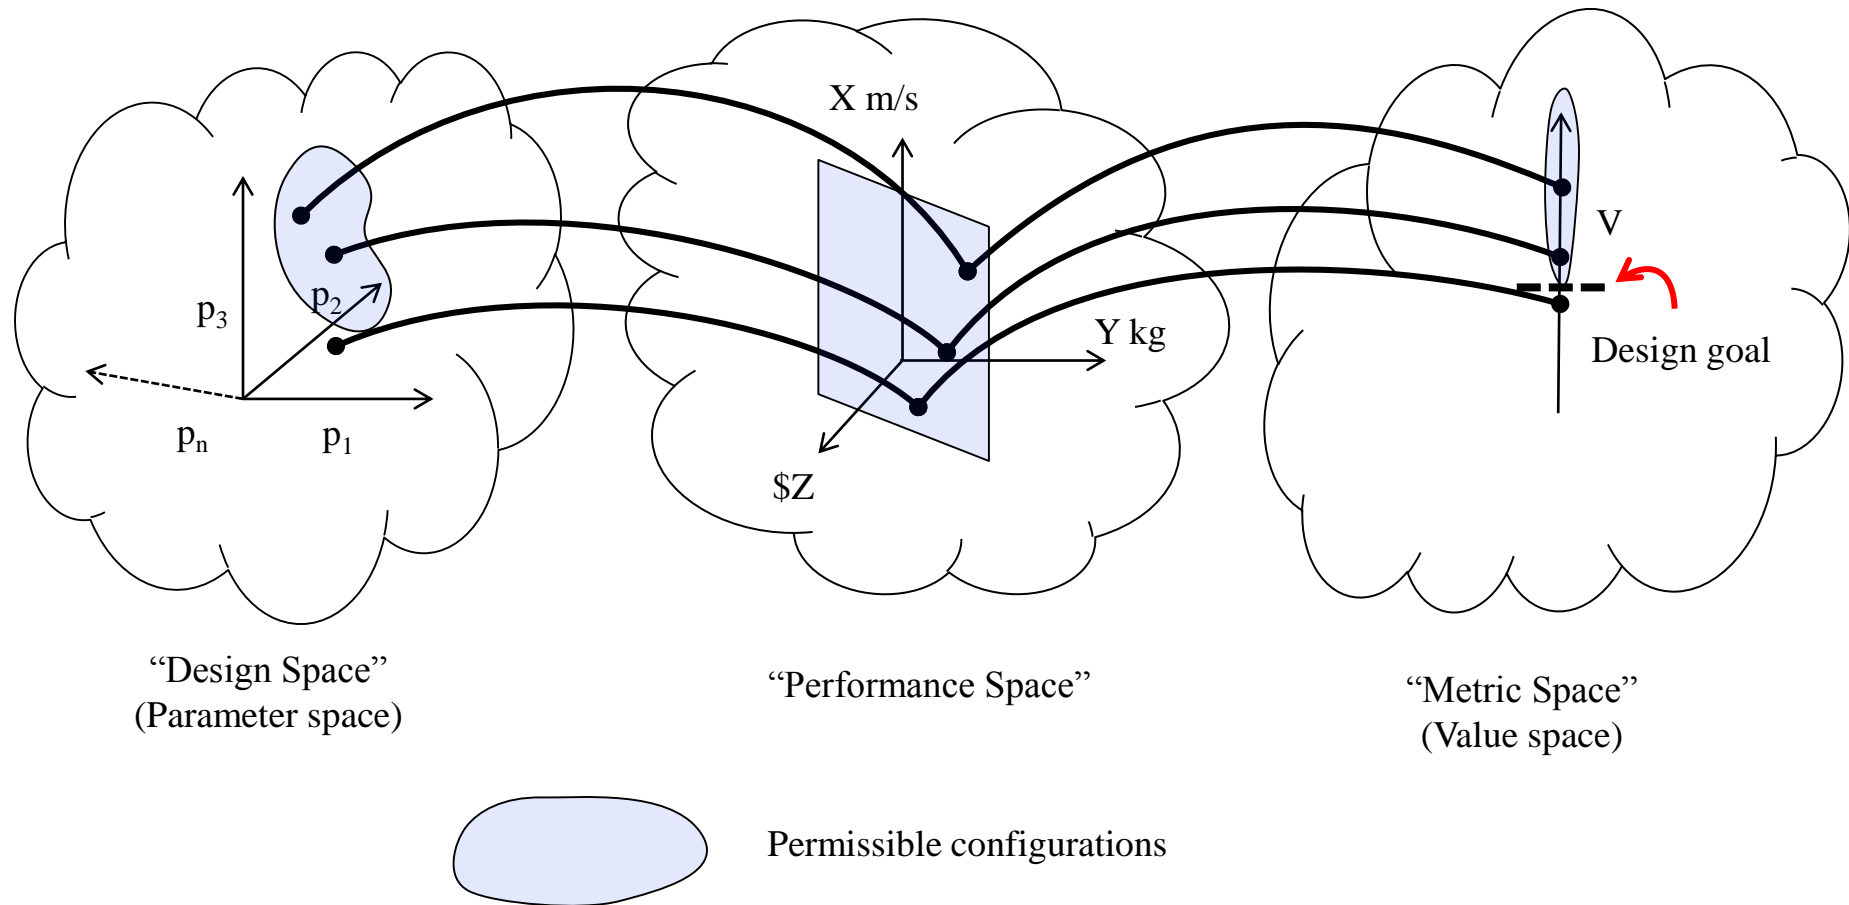 X m/s
V
p₂
p₃
Y kg
Design goal
pₙ
p₁
$Z
“Design Space”
(Parameter space)
“Performance Space”
“Metric Space”
(Value space)
Permissible configurations